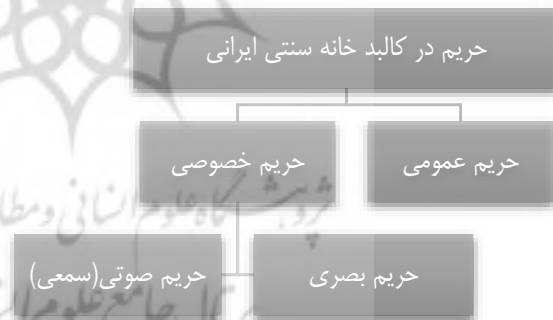 حریم در کالبد خانه سنتی ایرانی
حریم عمومی
حریم خصوصی
حریم بصری
حریم صوتی(سمعی)